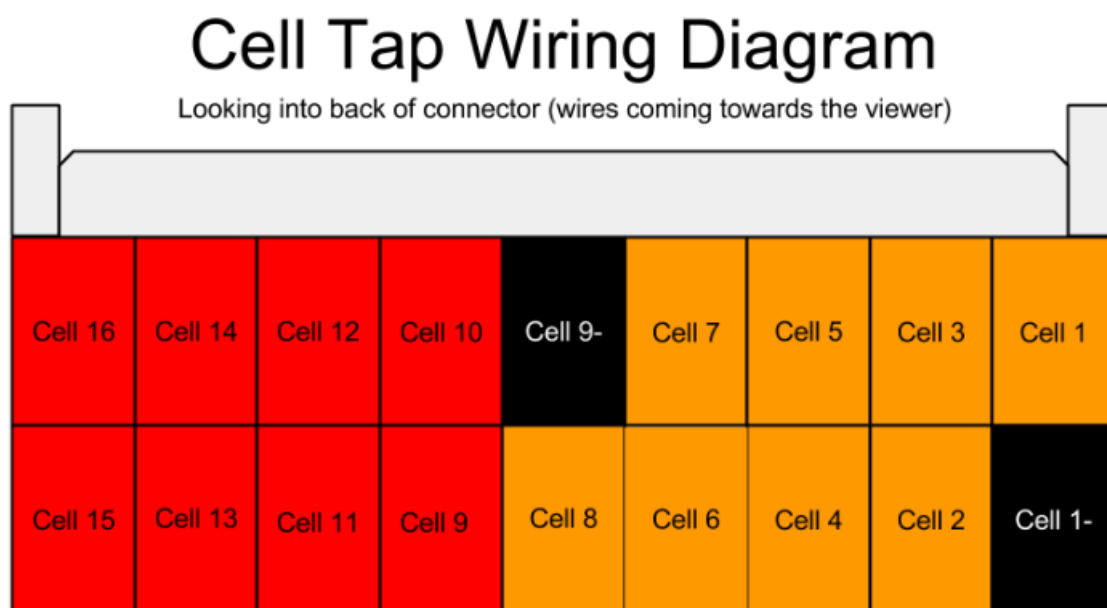 Cell Tap Wiring Diagram
Looking into back of connector (wires coming towards the viewer)
Cell 16 Cell 14 Cell 12 Cell 10 Cell 9- Cell 7 Cell 5 Cell 3 Cell 1
Cell 15 Cell 13 Cell 11 Cell 9 Cell 8 Cell 6 Cell 4 Cell 2 Cell 1-